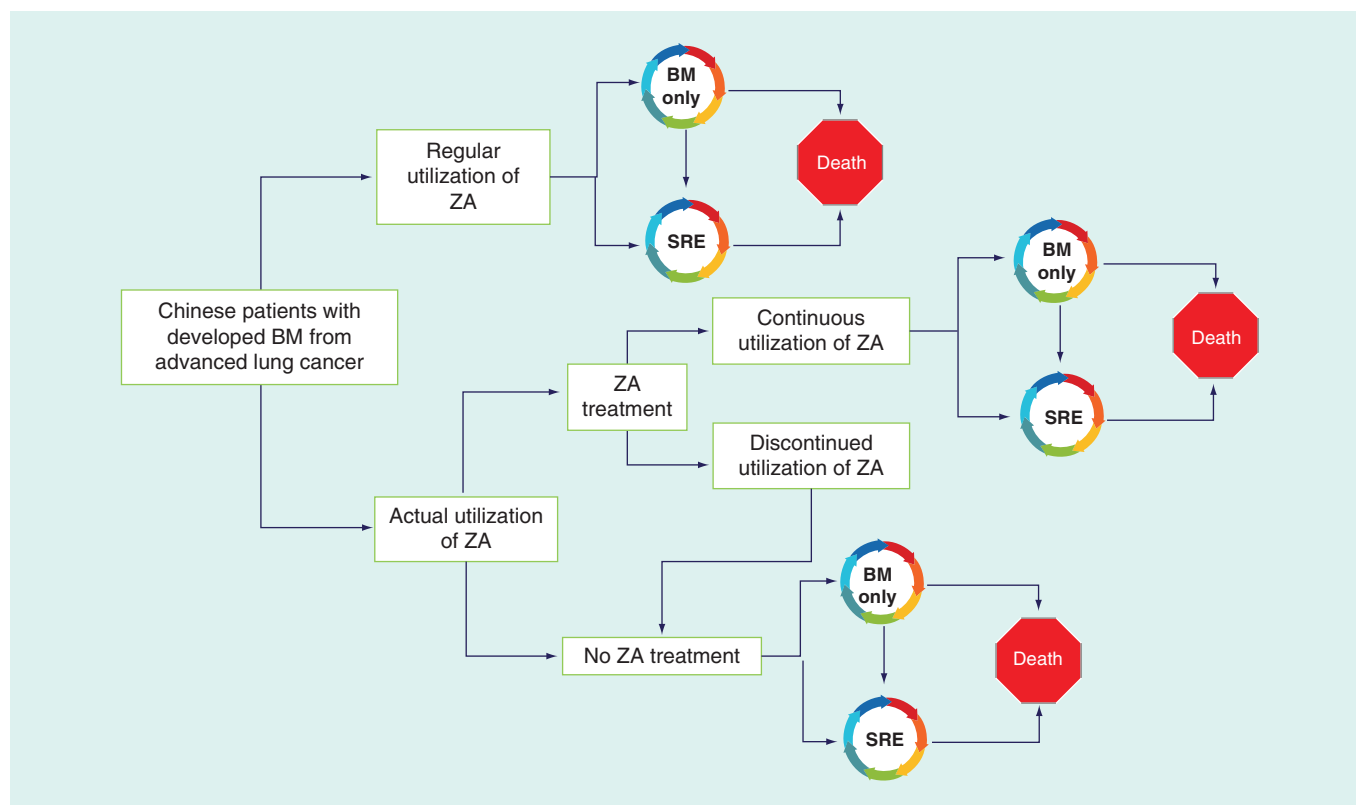 BM
only
Regular
utilization of
ZA
Death
SRE
BM
only
Chinese patients with
developed BM from
advanced lung cancer
Continuous
utilization of ZA
Death
ZA
treatment
SRE
Discontinued
utilization of ZA
Actual utilization
of ZA
BM
only
No ZA treatment
Death
SRE